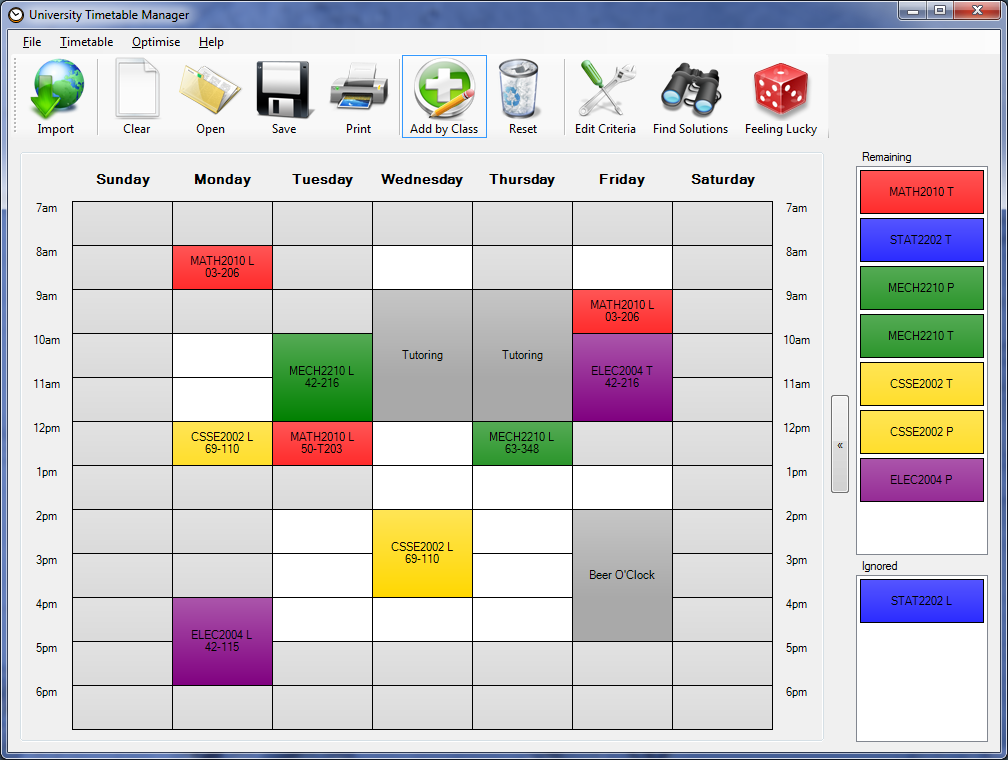 University Timetable Manager
File Timetable Optimise Help
Import Clear Open Save Print Add by Class Reset Edit Criteria Find Solutions Feeling Lucky
Sunday Monday Tuesday Wednesday Thursday Friday Saturday
7am 7am
8am 8am
MATH2010 L
03-206
9am 9am
MATH2010 L
03-206
10am 10am
Tutoring Tutoring
MECH2210 L ELEC2004 T
42-216 42-216
11am 11am
12pm 12pm
CSSE2002 L MATH2010 L MECH2210 L
69-110 50-T203 63-348
1pm 1pm
2pm 2pm
CSSE2002 L
69-110
3pm 3pm
Beer O'Clock
4pm 4pm
ELEC2004 L
42-115
5pm 5pm
6pm 6pm
«
Remaining
MATH2010 T
STAT2202 T
MECH2210 P
MECH2210 T
CSSE2002 T
CSSE2002 P
ELEC2004 P
Ignored
STAT2202 L